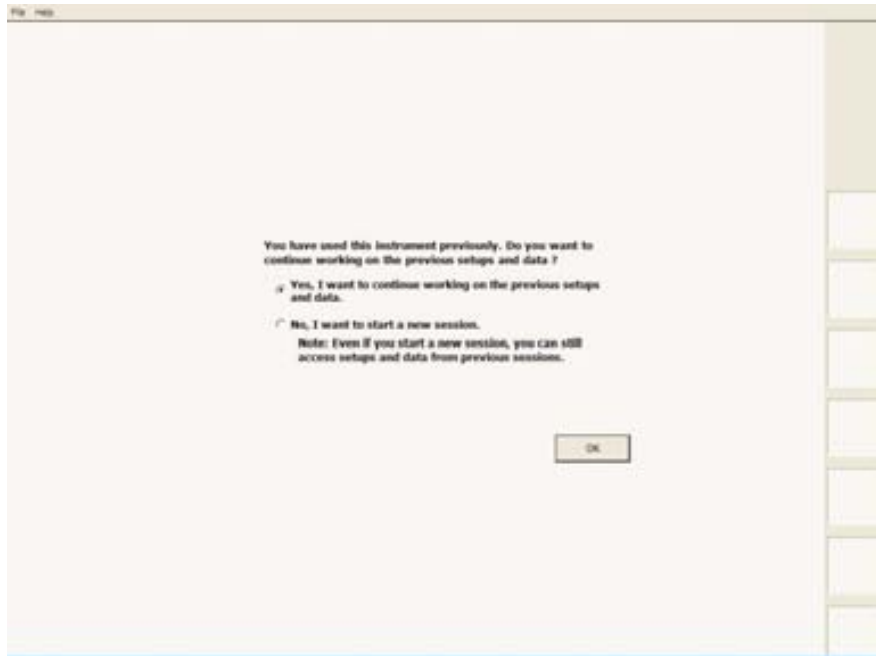 File Help
You have used this instrument previously. Do you want to
continue working on the previous setups and data ?
Yes, I want to continue working on the previous setups
and data.
No, I want to start a new session.
Note: Even if you start a new session, you can still
access setups and data from previous sessions.
OK